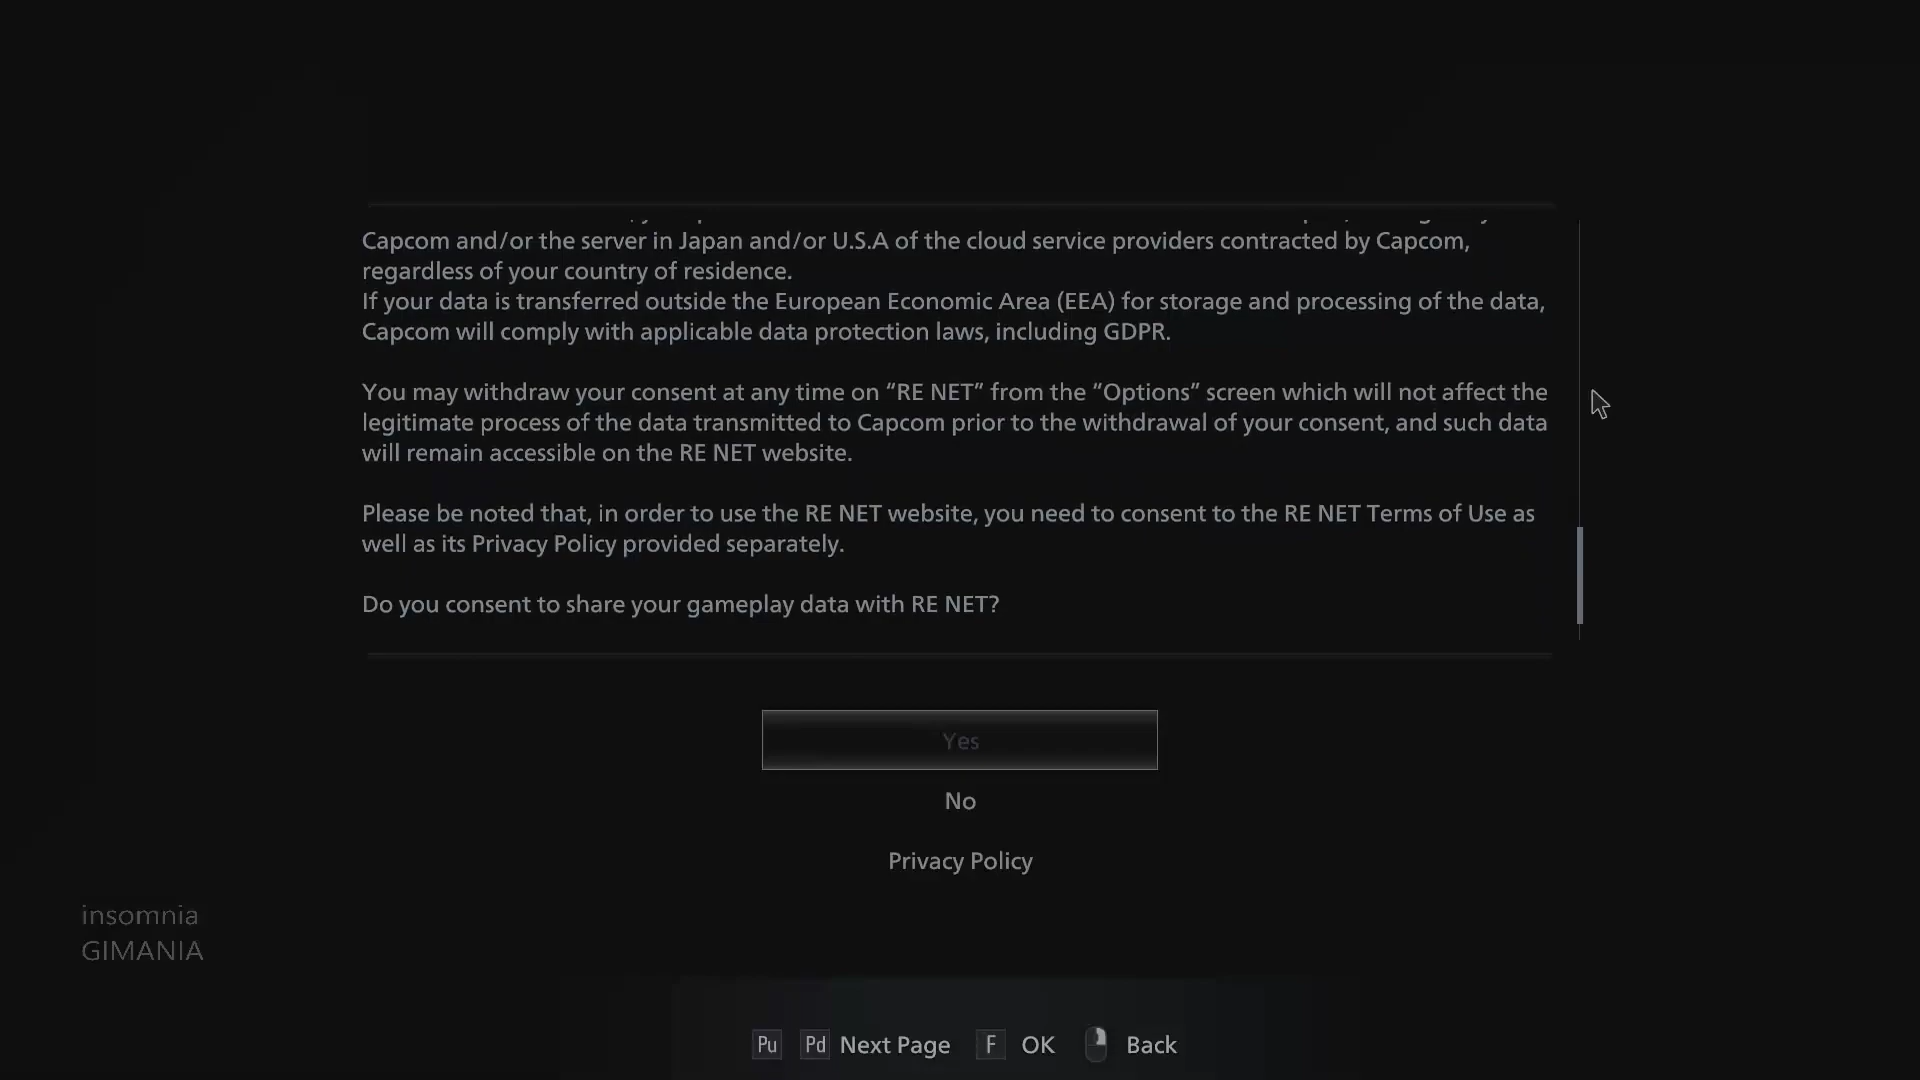 Capcom and/or the server in Japan and/or U.S.A of the cloud service providers contracted by Capcom,
regardless of your country of residence.
If your data is transferred outside the European Economic Area (EEA) for storage and processing of the data,
Capcom will comply with applicable data protection laws, including GDPR.
You may withdraw your consent at any time on “RE NET” from the “Options” screen which will not affect the
legitimate process of the data transmitted to Capcom prior to the withdrawal of your consent, and such data
will remain accessible on the RE NET website.
Please be noted that, in order to use the RE NET website, you need to consent to the RE NET Terms of Use as
well as its Privacy Policy provided separately.
Do you consent to share your gameplay data with RE NET?
Yes
No
Privacy Policy
insomnia
GIMANIA
Pu Pd Next Page F OK Back